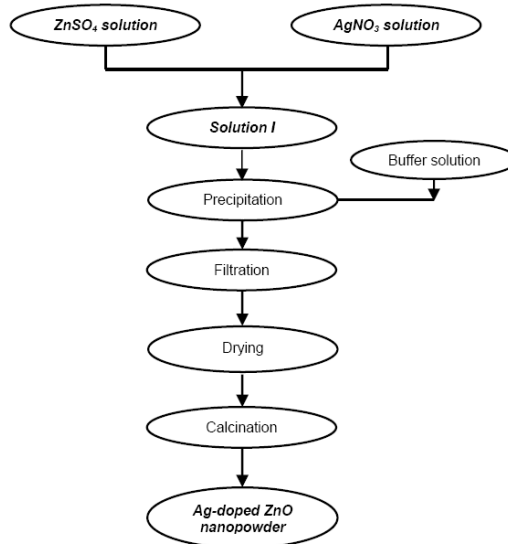 ZnSO₄ solution
AgNO₃ solution
Solution I
Buffer solution
Precipitation
Filtration
Drying
Calcination
Ag-doped ZnO
nanopowder